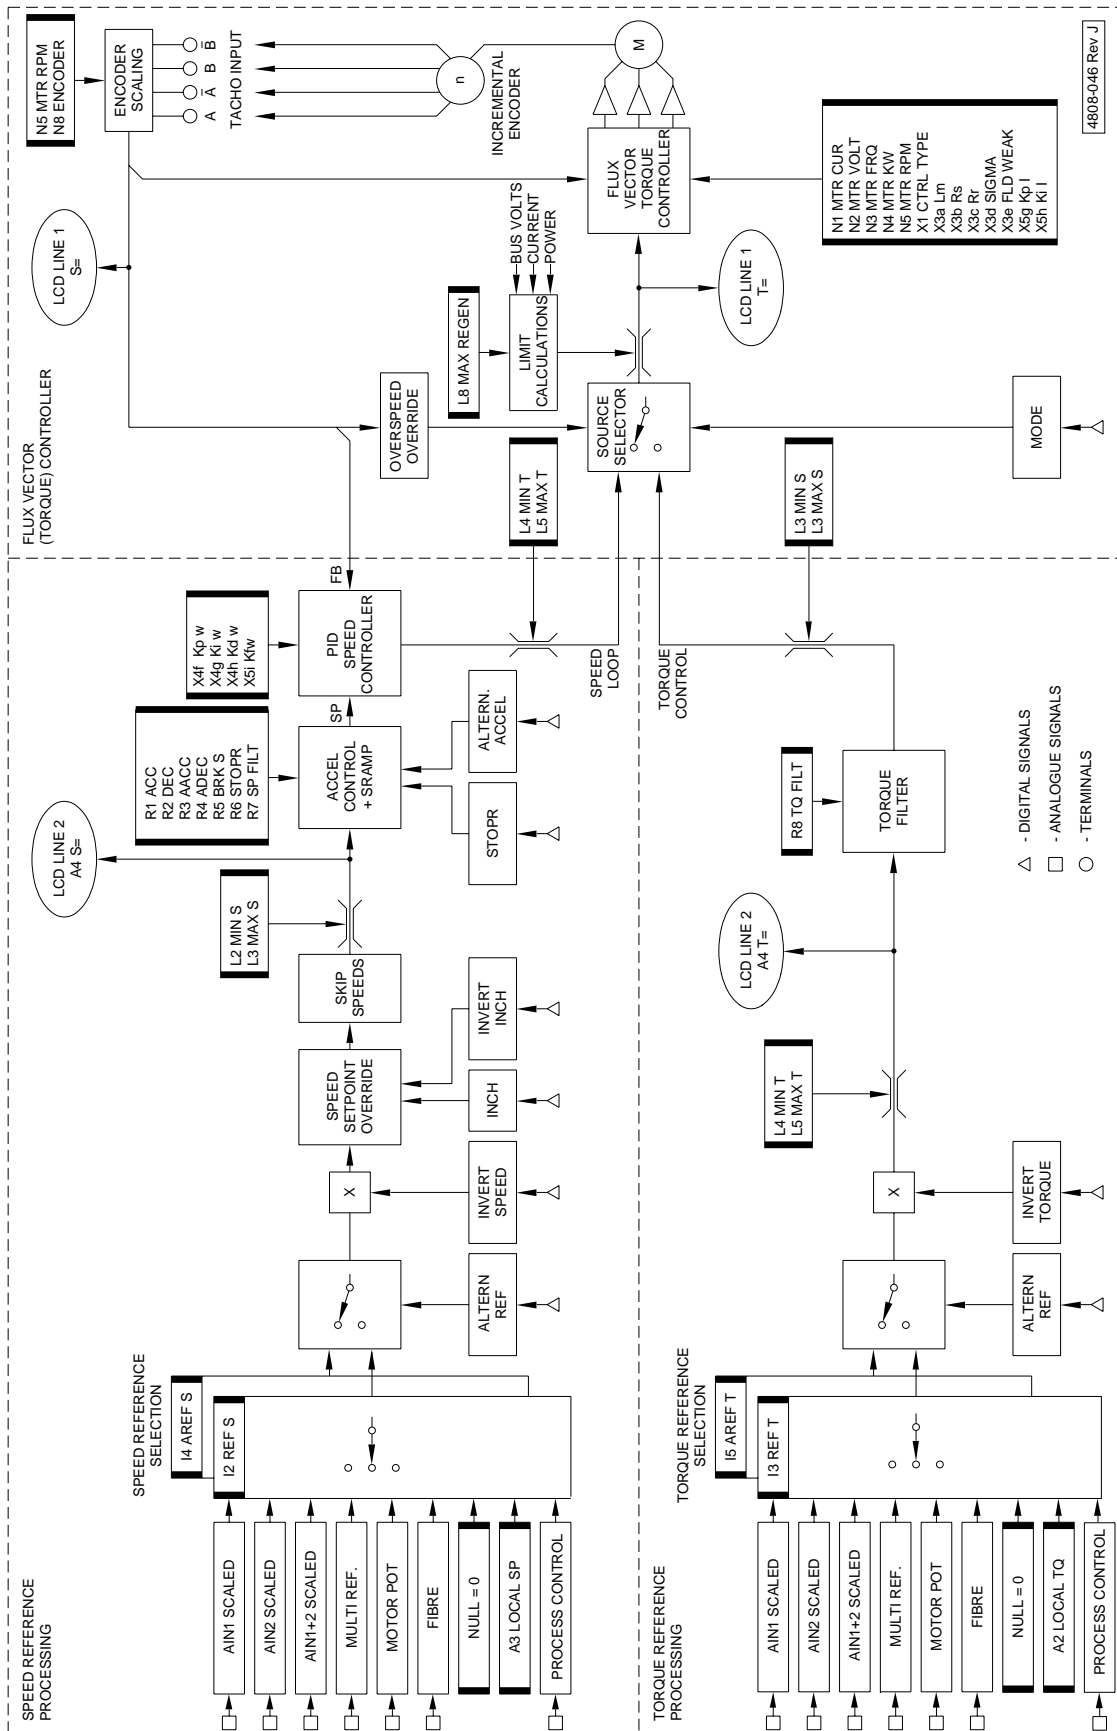 SPEED REFERENCE
PROCESSING
AIN1 SCALED
AIN2 SCALED
AIN1+2 SCALED
MULTI REF.
MOTOR POT
FIBRE
NULL = 0
A3 LOCAL SP
PROCESS CONTROL
SPEED REFERENCE
SELECTION
I4 AREF S
I2 REF S
ALTERN
REF
X
INVERT
SPEED
SPEED
SETPOINT
OVERRIDE
INCH
INVERT
INCH
SKIP
SPEEDS
L2 MIN S
L3 MAX S
LCD LINE 2
A4 S=
R1 ACC
R2 DEC
R3 AACC
R4 ADEC
R5 BRK S
R6 STOPR
R7 SP FILT
ACCEL
CONTROL
+ SRAMP
STOPR
ALTERN.
ACCEL
SP
X4f Kp w
X4g Ki w
X4h Kd w
X5i Kfw
PID
SPEED
CONTROLLER
FB
SPEED
LOOP
L4 MIN T
L5 MAX T
TORQUE REFERENCE
PROCESSING
AIN1 SCALED
AIN2 SCALED
AIN1+2 SCALED
MULTI REF.
MOTOR POT
FIBRE
NULL = 0
A2 LOCAL TQ
PROCESS CONTROL
TORQUE REFERENCE
SELECTION
I5 AREF T
I3 REF T
ALTERN
REF
X
INVERT
TORQUE
L4 MIN T
L5 MAX T
LCD LINE 2
A4 T=
R8 TQ FILT
TORQUE
FILTER
TORQUE
CONTROL
L3 MIN S
L3 MAX S
- DIGITAL SIGNALS
- ANALOGUE SIGNALS
- TERMINALS
FLUX VECTOR
(TORQUE) CONTROLLER
OVERSPEED
OVERRIDE
SOURCE
SELECTOR
MODE
L8 MAX REGEN
LIMIT
CALCULATIONS
BUS VOLTS
CURRENT
POWER
LCD LINE 1
S=
LCD LINE 1
T=
FLUX
VECTOR
TORQUE
CONTROLLER
N1 MTR CUR
N2 MTR VOLT
N3 MTR FRQ
N4 MTR KW
N5 MTR RPM
X1 CTRL TYPE
X3a Lm
X3b Rs
X3c Rr
X3d SIGMA
X3e FLD WEAK
X5g Kp I
X5h Ki I
M
n
INCREMENTAL
ENCODER
TACHO INPUT
A
A̅
B
B̅
ENCODER
SCALING
N5 MTR RPM
N8 ENCODER
4808-046 Rev J